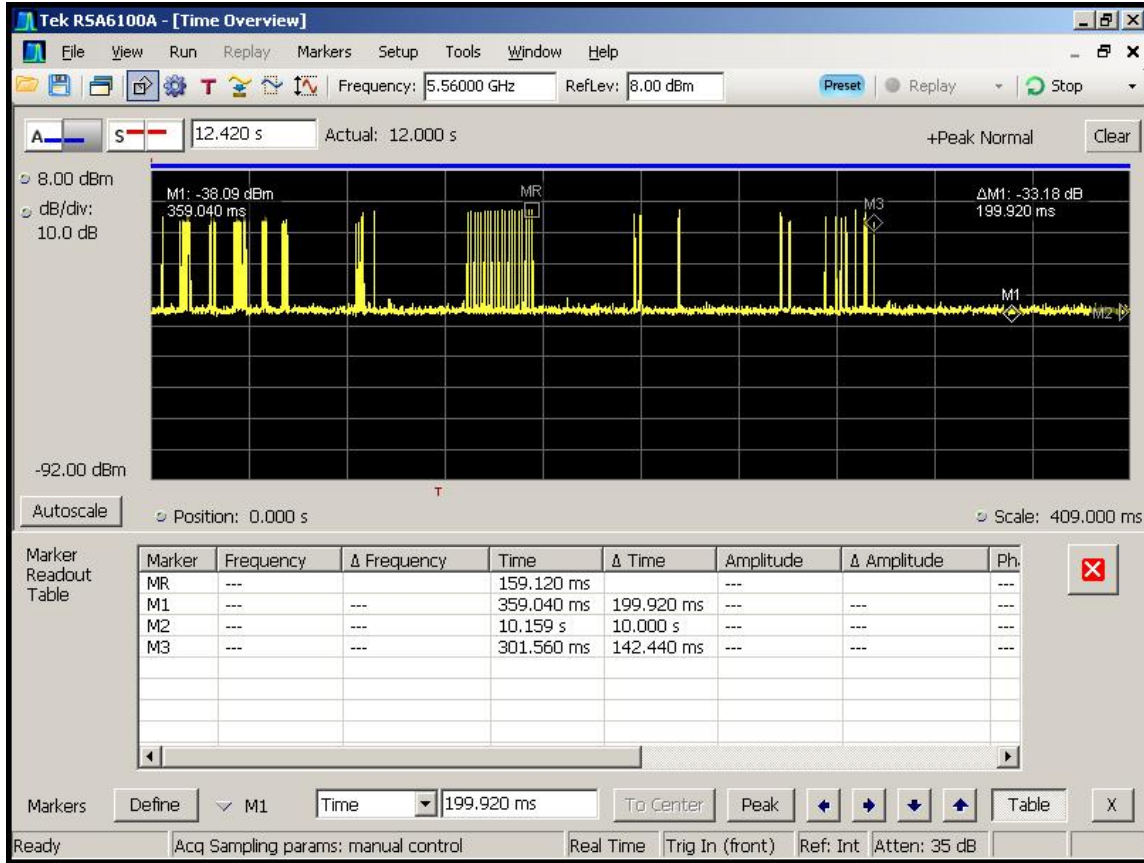 Tek RSA6100A - [Time Overview]
File View Run Replay Markers Setup Tools Window Help
T Frequency: 5.56000 GHz RefLev: 8.00 dBm Preset Replay Stop
A S 12.420 s Actual: 12.000 s +Peak Normal Clear
8.00 dBm
dB/div:
10.0 dB
M1: -38.09 dBm
359.040 ms
MR
M3
ΔM1: -33.18 dB
199.920 ms
M1
M2
-92.00 dBm
T
Autoscale Position: 0.000 s Scale: 409.000 ms
Marker
Readout
Table
Marker Frequency Δ Frequency Time Δ Time Amplitude Δ Amplitude Ph
MR --- 159.120 ms --- ---
M1 --- --- 359.040 ms 199.920 ms --- --- ---
M2 --- --- 10.159 s 10.000 s --- --- ---
M3 --- --- 301.560 ms 142.440 ms --- --- ---
Markers Define M1 Time 199.920 ms To Center Peak Table X
Ready Acq Sampling params: manual control Real Time Trig In (front) Ref: Int Atten: 35 dB